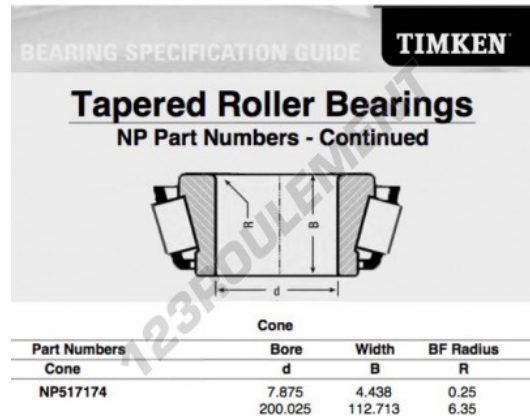 BEARING SPECIFICATION GUIDE
TIMKEN
Tapered Roller Bearings
NP Part Numbers - Continued
R
B
d
123ROULEMENT
Cone
Part Numbers Bore Width BF Radius
Cone d B R
NP517174 7.875 4.438 0.25
200.025 112.713 6.35